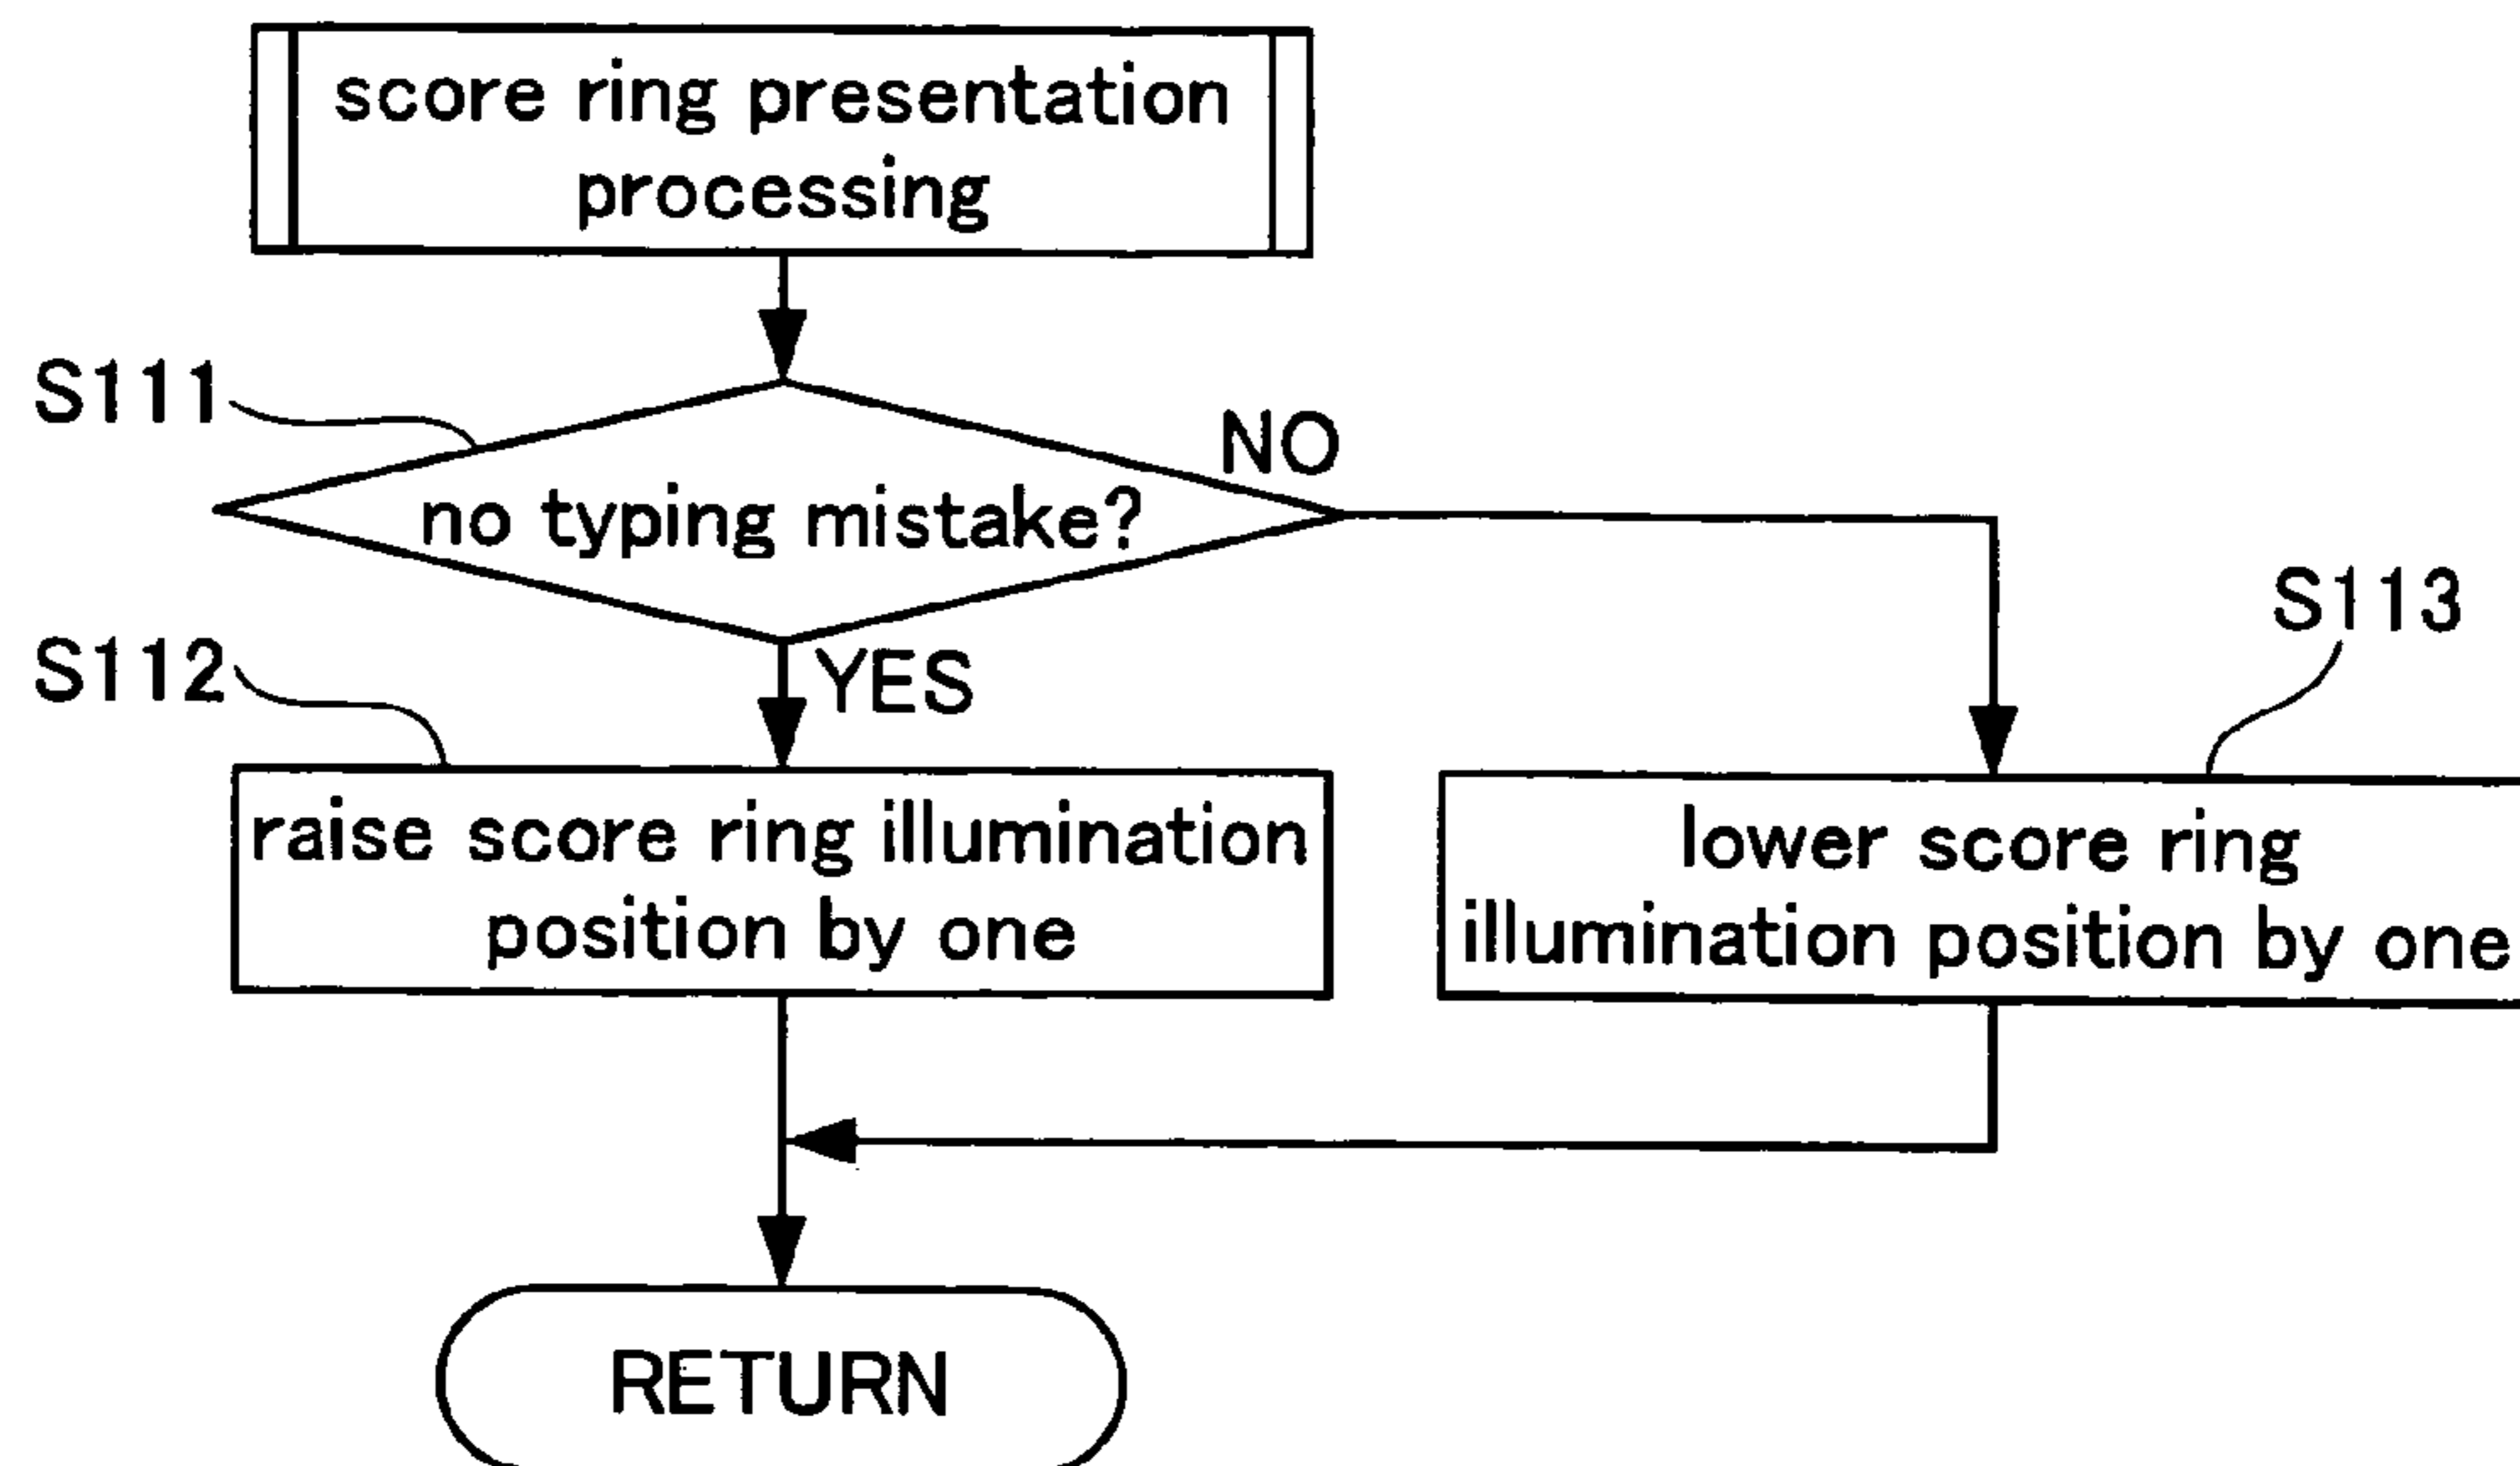 score ring presentation
processing
S111
NO
no typing mistake?
S113
S112
YES
raise score ring illumination
position by one
lower score ring
illumination position by one
RETURN